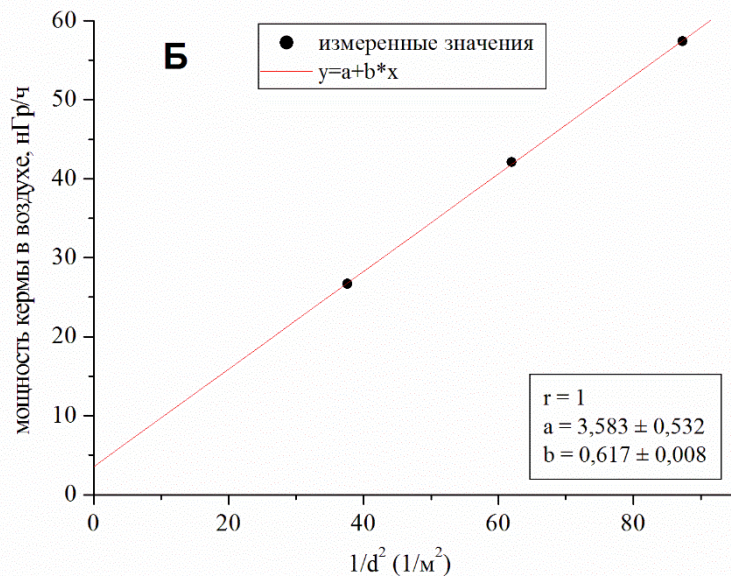 60
50
40
30
20
10
0
мощность кермы в воздухе, нГр/ч
Б
измеренные значения
y=a+b*x
r = 1
a = 3,583 ± 0,532
b = 0,617 ± 0,008
0 20 40 60 80
1/d² (1/м²)